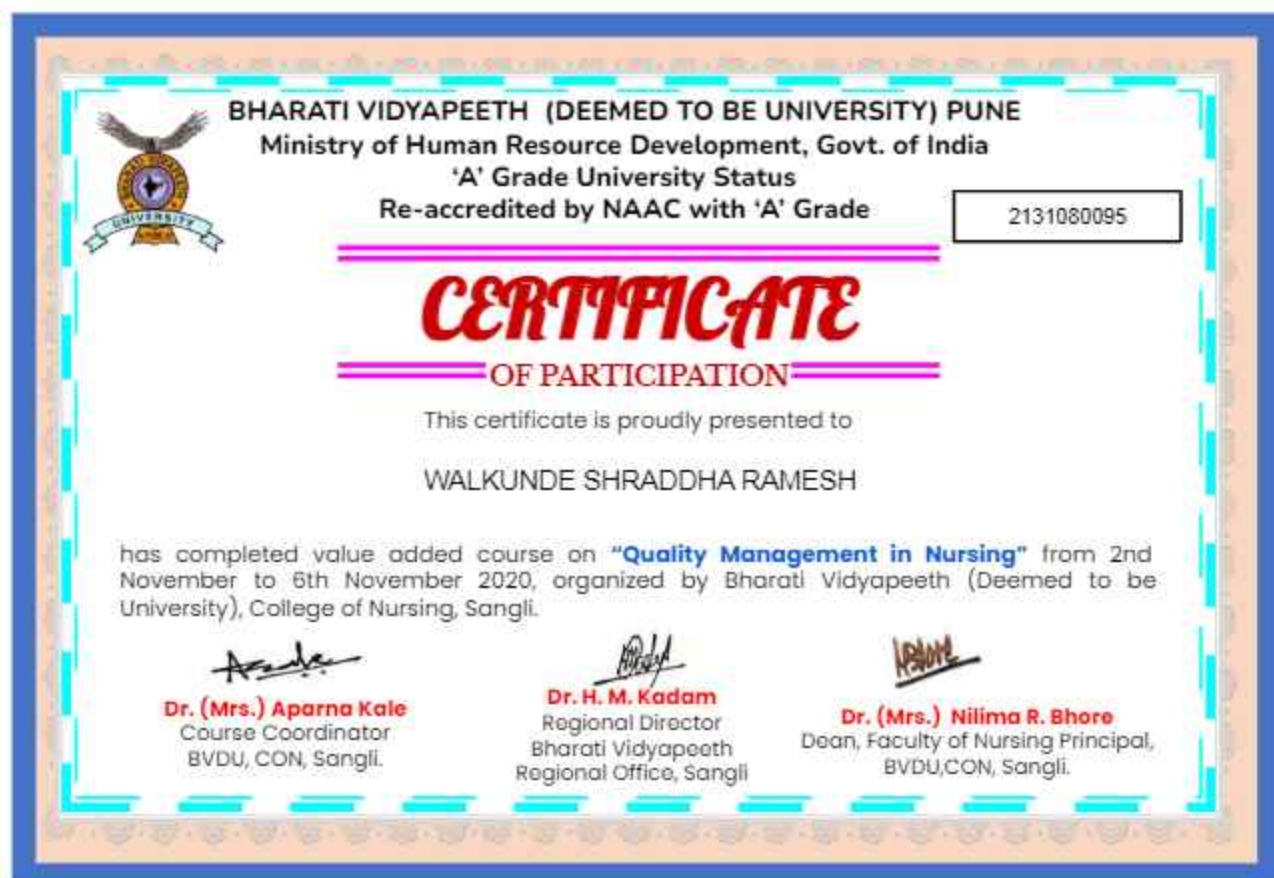 BHARATI VIDYAPEETH (DEEMED TO BE UNIVERSITY) PUNE
Ministry of Human Resource Development, Govt. of India
‘A’ Grade University Status
Re-accredited by NAAC with ‘A’ Grade
2131080095
BHARATI VIDYAPEETH
UNIVERSITY
CERTIFICATE
OF PARTICIPATION
This certificate is proudly presented to
WALKUNDE SHRADDHA RAMESH
has completed value added course on “Quality Management in Nursing” from 2nd
November to 6th November 2020, organized by Bharati Vidyapeeth (Deemed to be
University), College of Nursing, Sangli.
Dr. (Mrs.) Aparna Kale
Course Coordinator
BVDU, CON, Sangli.
Dr. H. M. Kadam
Regional Director
Bharati Vidyapeeth
Regional Office, Sangli
Dr. (Mrs.) Nilima R. Bhore
Dean, Faculty of Nursing Principal,
BVDU,CON, Sangli.